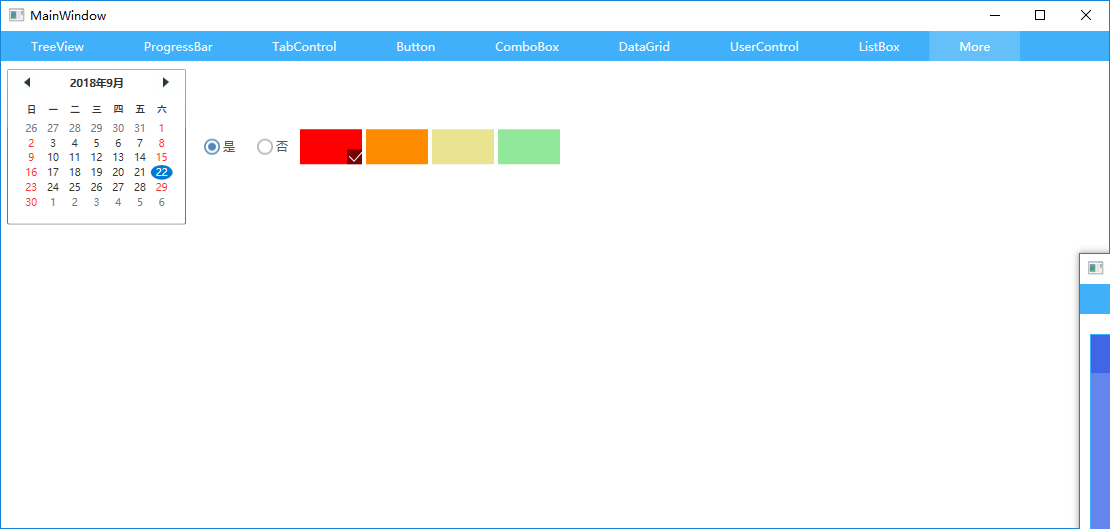 MainWindow
TreeView ProgressBar TabControl Button ComboBox DataGrid UserControl ListBox More
2018年9月
日 一 二 三 四 五 六
26 27 28 29 30 31 1
2 3 4 5 6 7 8
9 10 11 12 13 14 15
16 17 18 19 20 21 22
23 24 25 26 27 28 29
30 1 2 3 4 5 6
是 否